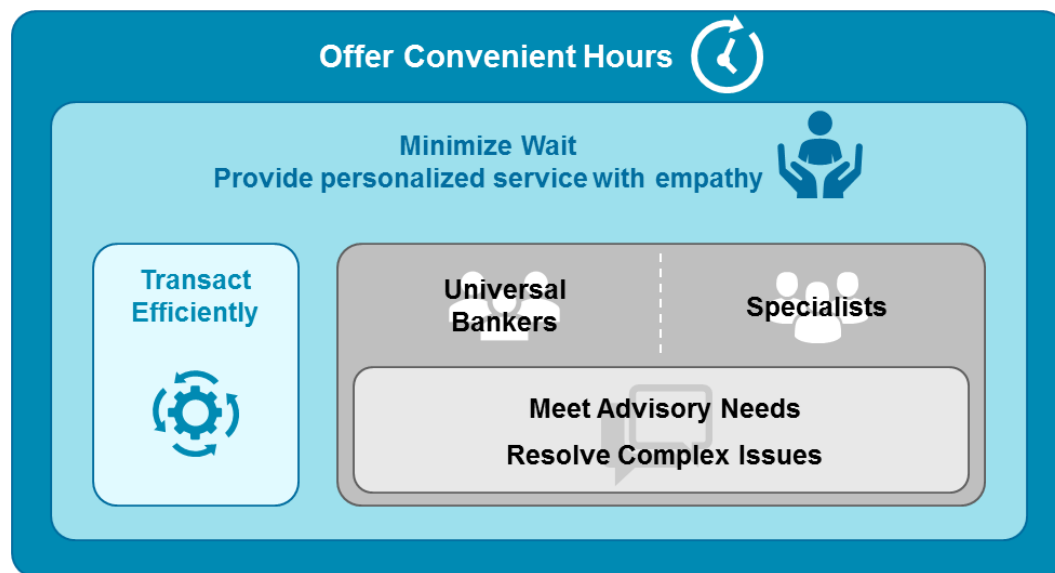 Offer Convenient Hours
Minimize Wait
Provide personalized service with empathy
Transact
Efficiently
Universal
Bankers
Specialists
Meet Advisory Needs
Resolve Complex Issues